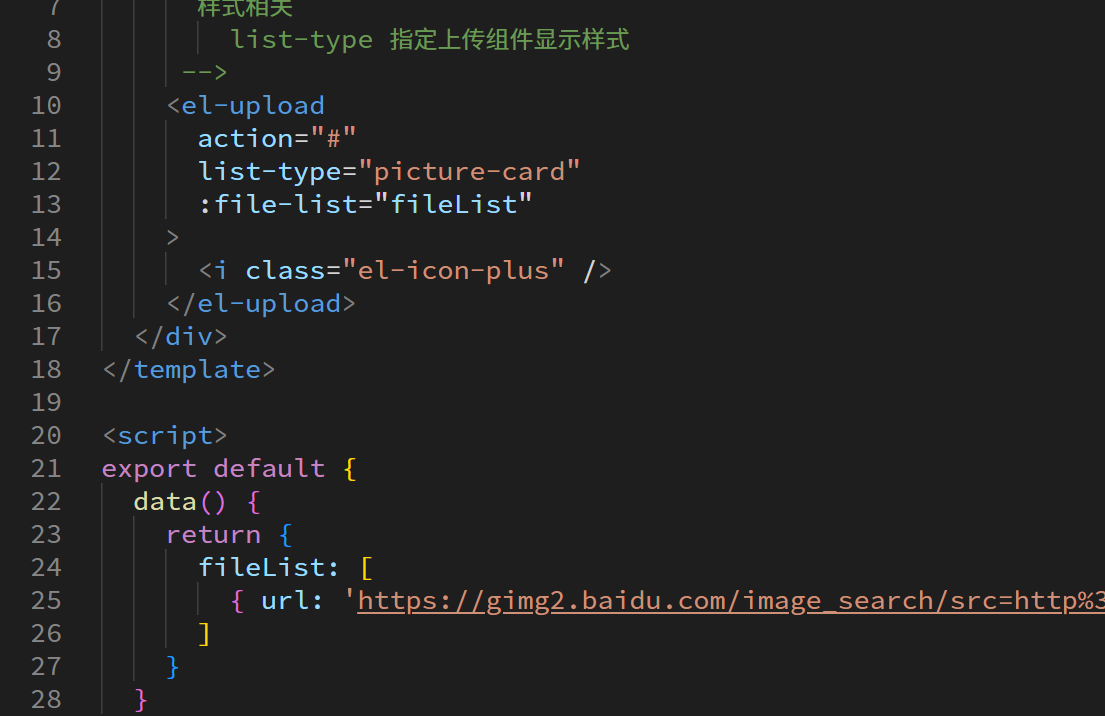 7 样式相关
8 list-type 指定上传组件显示样式
9 -->
10 <el-upload
11 action="#"
12 list-type="picture-card"
13 :file-list="fileList"
14 >
15 <i class="el-icon-plus" />
16 </el-upload>
17 </div>
18 </template>
19
20 <script>
21 export default {
22 data() {
23 return {
24 fileList: [
25 { url: 'https://gimg2.baidu.com/image_search/src=http%3
26 ]
27 }
28 }